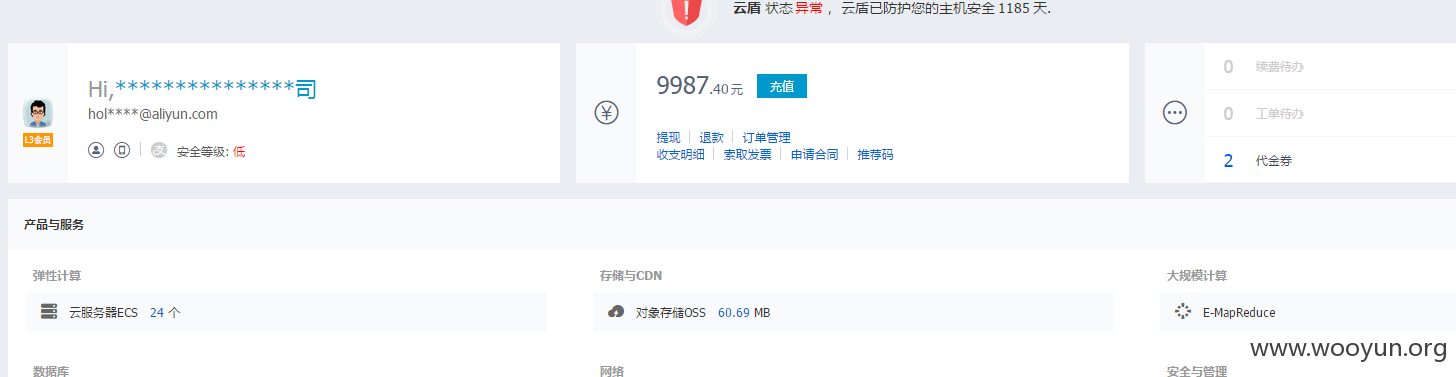 云盾 状态 异常 ，云盾已防护您的主机安全 1185 天.
Hi,***************司
hol****@aliyun.com
L3会员
支 安全等级: 低
¥
9987.40元 充值
提现 退款 订单管理
收支明细 索取发票 申请合同 推荐码
0 续费待办
0 工单待办
2 代金券
产品与服务
弹性计算 存储与CDN 大规模计算
云服务器ECS 24 个 对象存储OSS 60.69 MB E-MapReduce
www.wooyun.org
数据库 网络 安全与管理